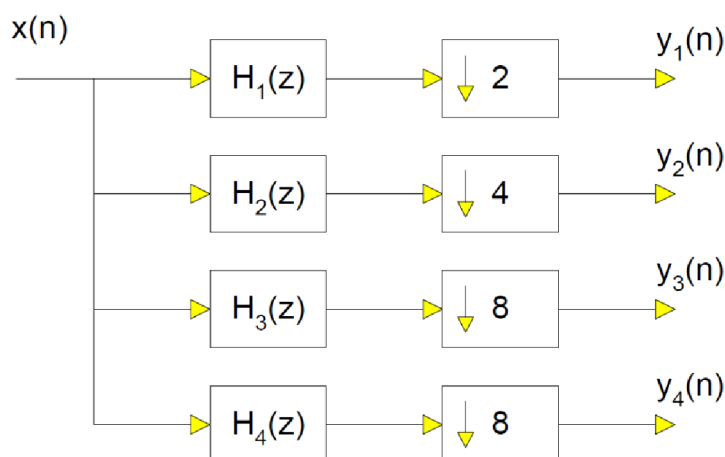 x(n)
H₁(z) ↓ 2 y₁(n)
H₂(z) ↓ 4 y₂(n)
H₃(z) ↓ 8 y₃(n)
H₄(z) ↓ 8 y₄(n)